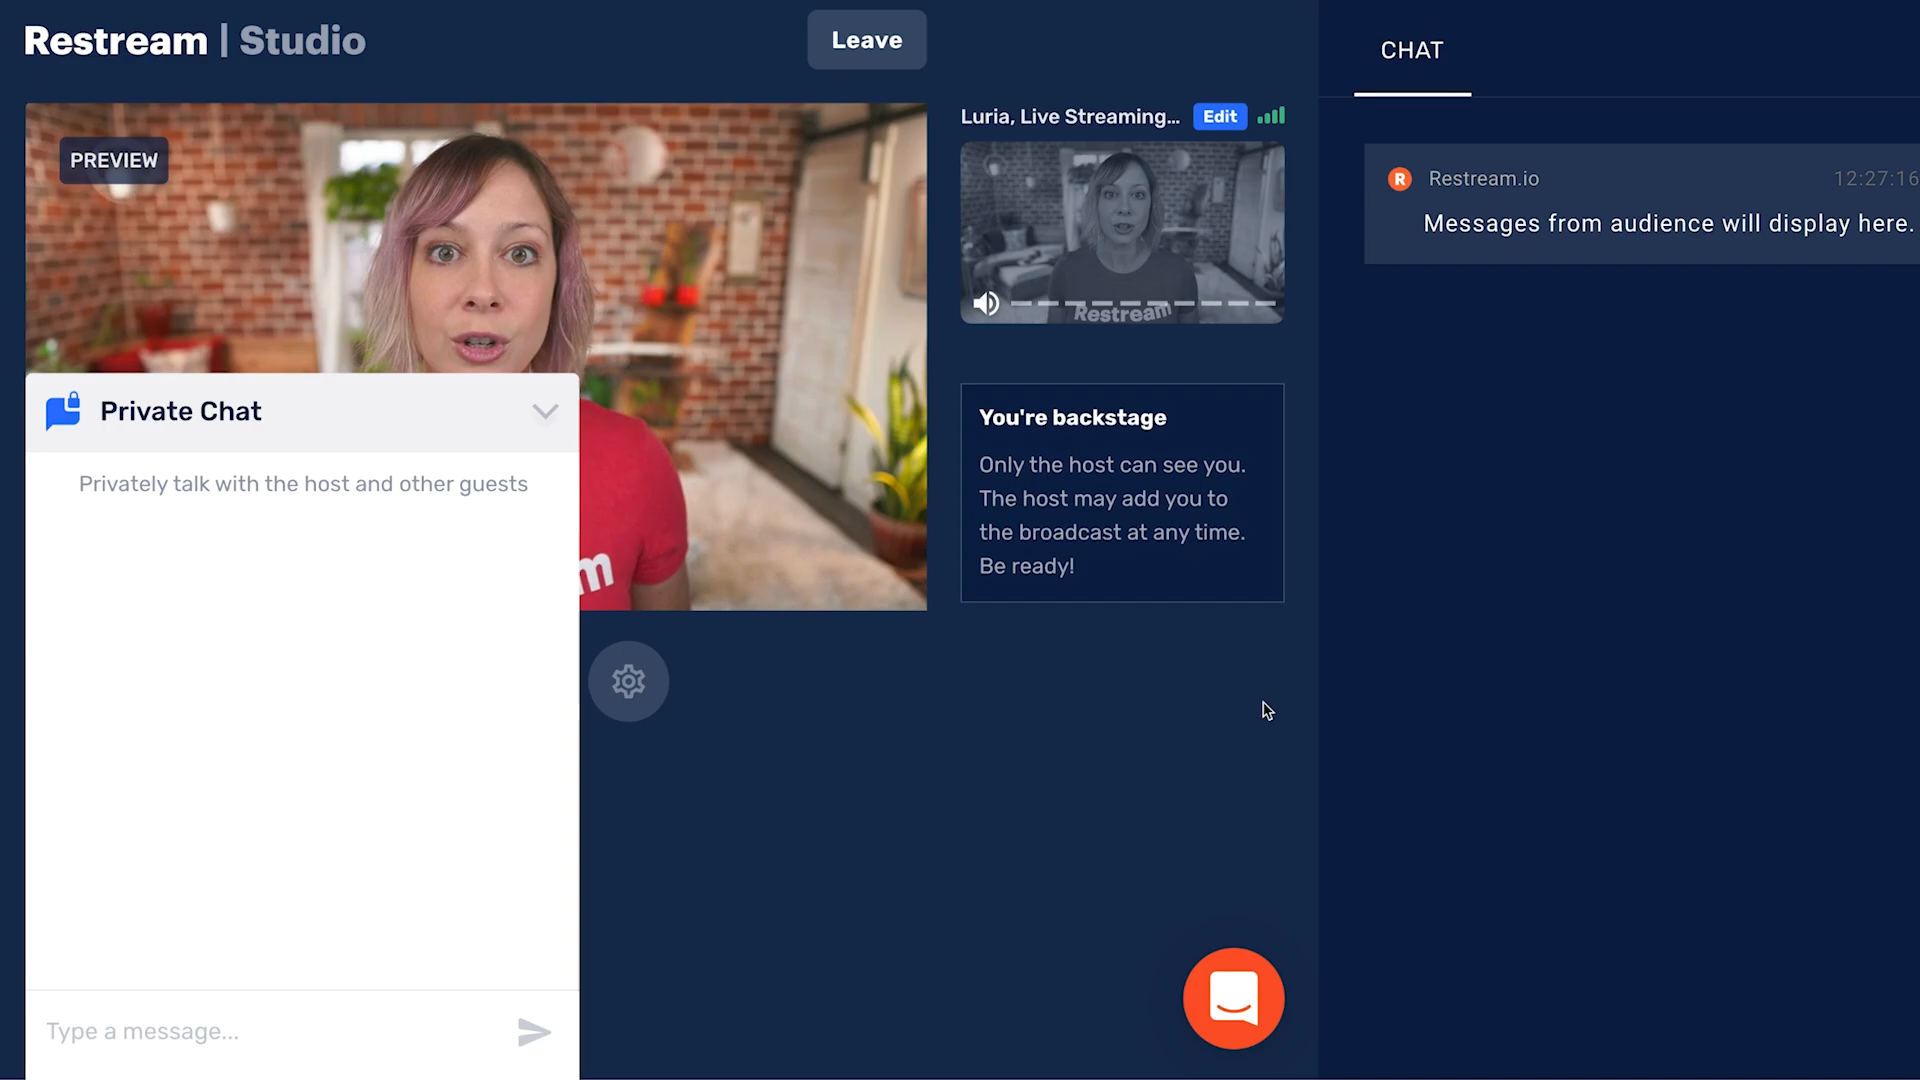 Restream | Studio
Leave
CHAT
PREVIEW
Luria, Live Streaming...
Edit
Restream
R
Restream.io
12:27:16
Messages from audience will display here.
Private Chat
Privately talk with the host and other guests
m
You're backstage
Only the host can see you.
The host may add you to
the broadcast at any time.
Be ready!
Type a message...